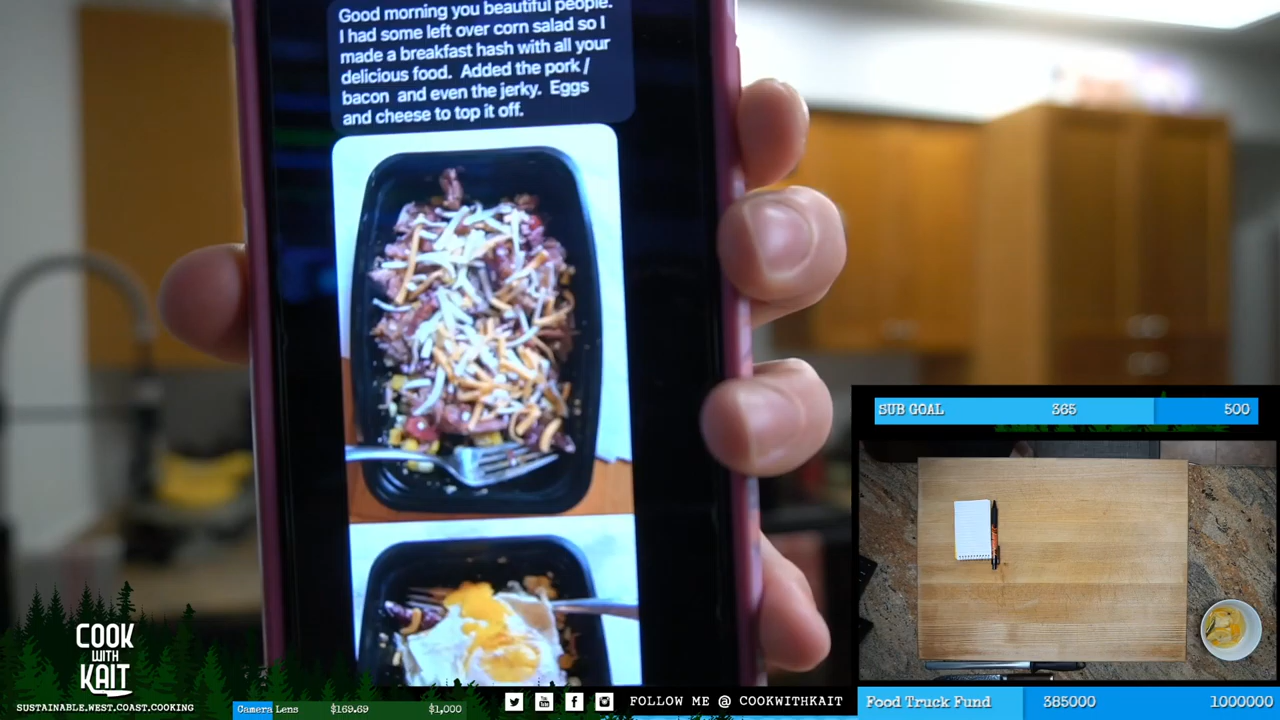 Good morning you beautiful people.
I had some left over corn salad so I
made a breakfast hash with all your
delicious food. Added the pork /
bacon and even the jerky. Eggs
and cheese to top it off.
SUB GOAL 365 500
COOK
WITH
KAIT
SUSTAINABLE.WEST.COAST.COOKING
Camera Lens $169.69 $1,000
FOLLOW ME @ COOKWITHKAIT
Food Truck Fund 385000 1000000